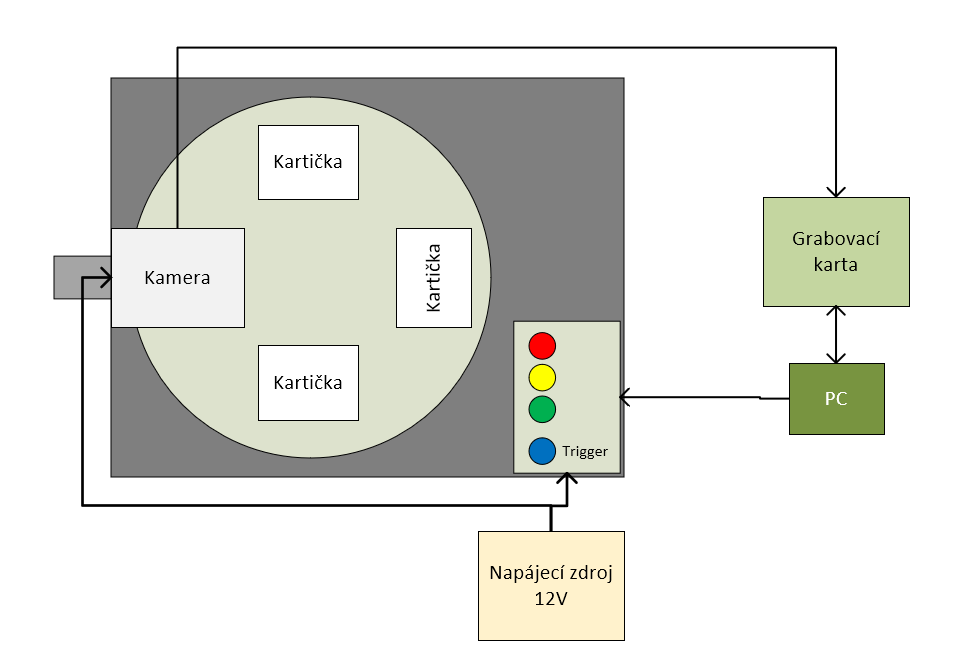 Kartička
Kamera
Kartička
Kartička
Trigger
Grabovací
karta
PC
Napájecí zdroj
12V